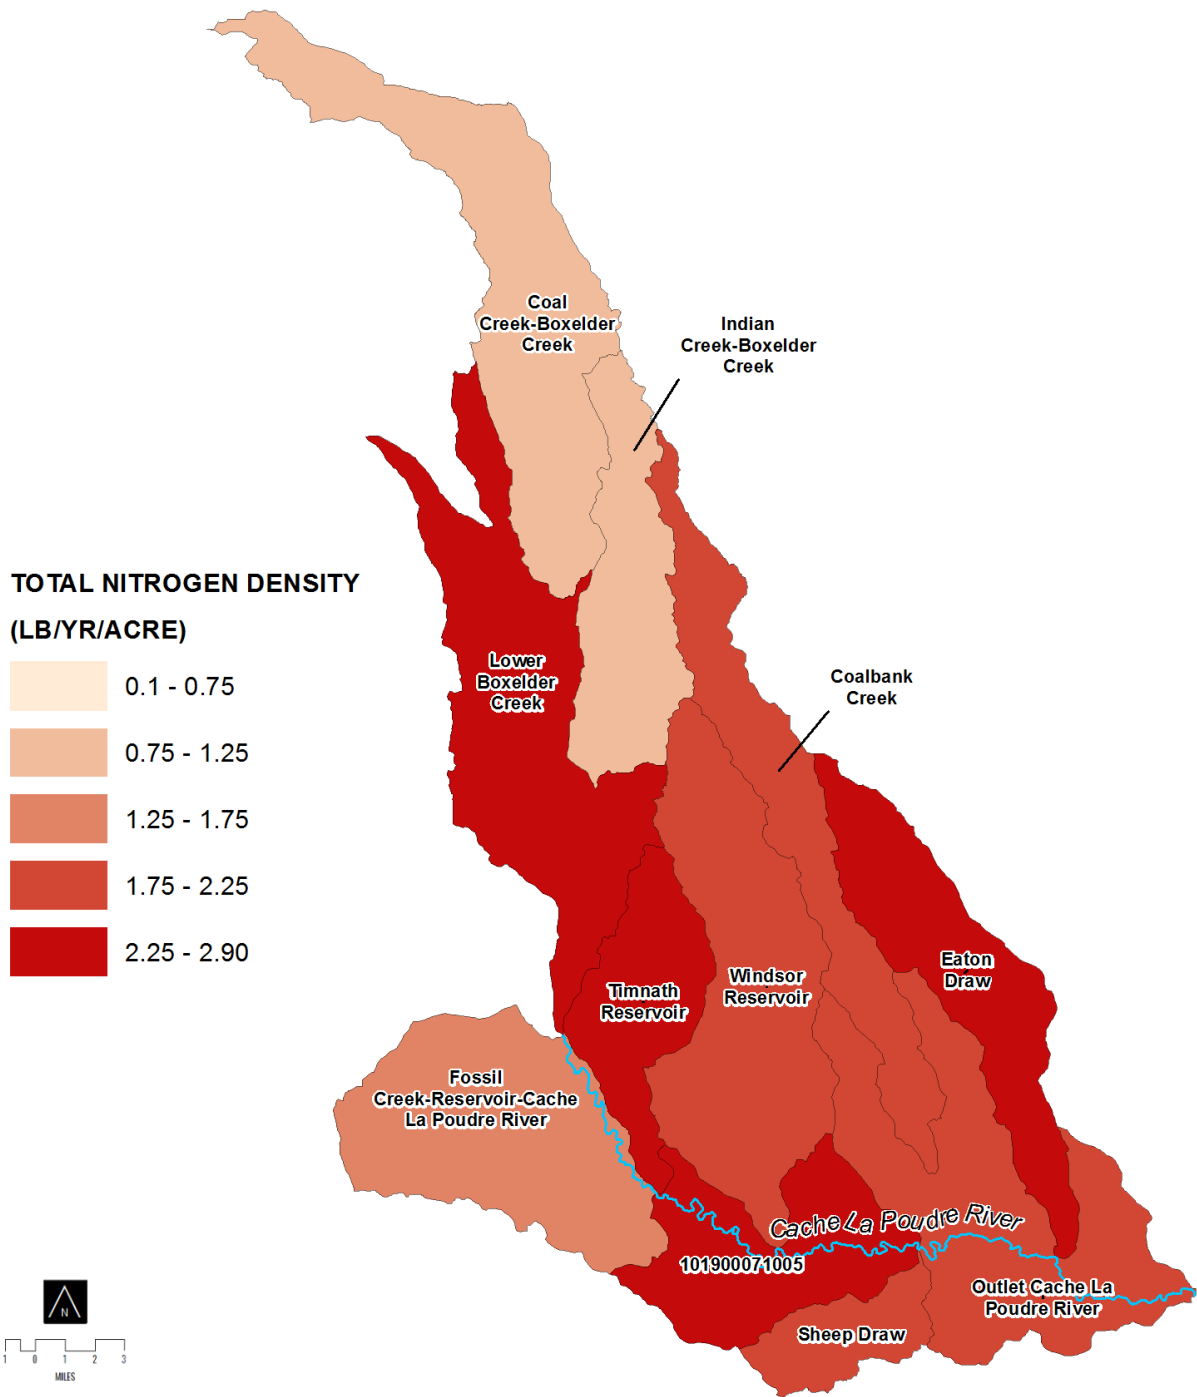 Coal
Creek-Boxelder
Creek
Indian
Creek-Boxelder
Creek
TOTAL NITROGEN DENSITY
(LB/YR/ACRE)
0.1 - 0.75
0.75 - 1.25
1.25 - 1.75
1.75 - 2.25
2.25 - 2.90
Lower
Boxelder
Creek
Coalbank
Creek
Eaton
Draw
Windsor
Reservoir
Timnath
Reservoir
Fossil
Creek-Reservoir-Cache
La Poudre River
Cache La Poudre River
101900071005
Outlet Cache La
Poudre River
Sheep Draw
N
1 0 1 2 3
MILES